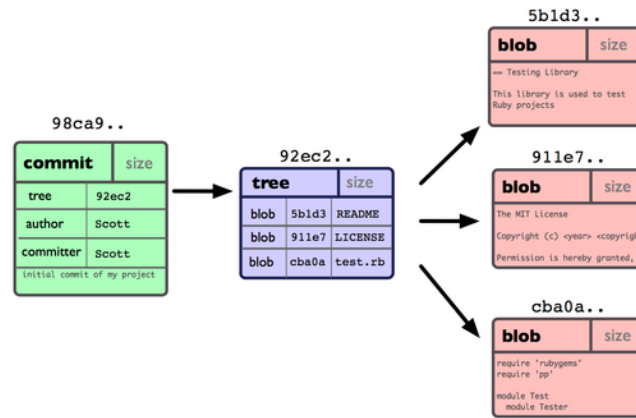 98ca9..
commit size
tree 92ec2
author Scott
committer Scott
initial commit of my project
92ec2..
tree size
blob 5b1d3 README
blob 911e7 LICENSE
blob cba0a test.rb
5b1d3..
blob size
== Testing Library
This library is used to test
Ruby projects
911e7..
blob size
The MIT License
Copyright (c) <year> <copyrigh
Permission is hereby granted,
cba0a..
blob size
require 'rubygems'
require 'pp'
module Test
module Tester